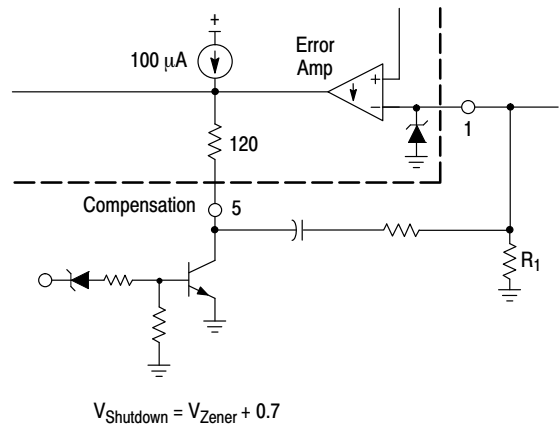 +
100 µA
Error
Amp
+
−
1
120
Compensation
5
R1
VShutdown = VZener + 0.7